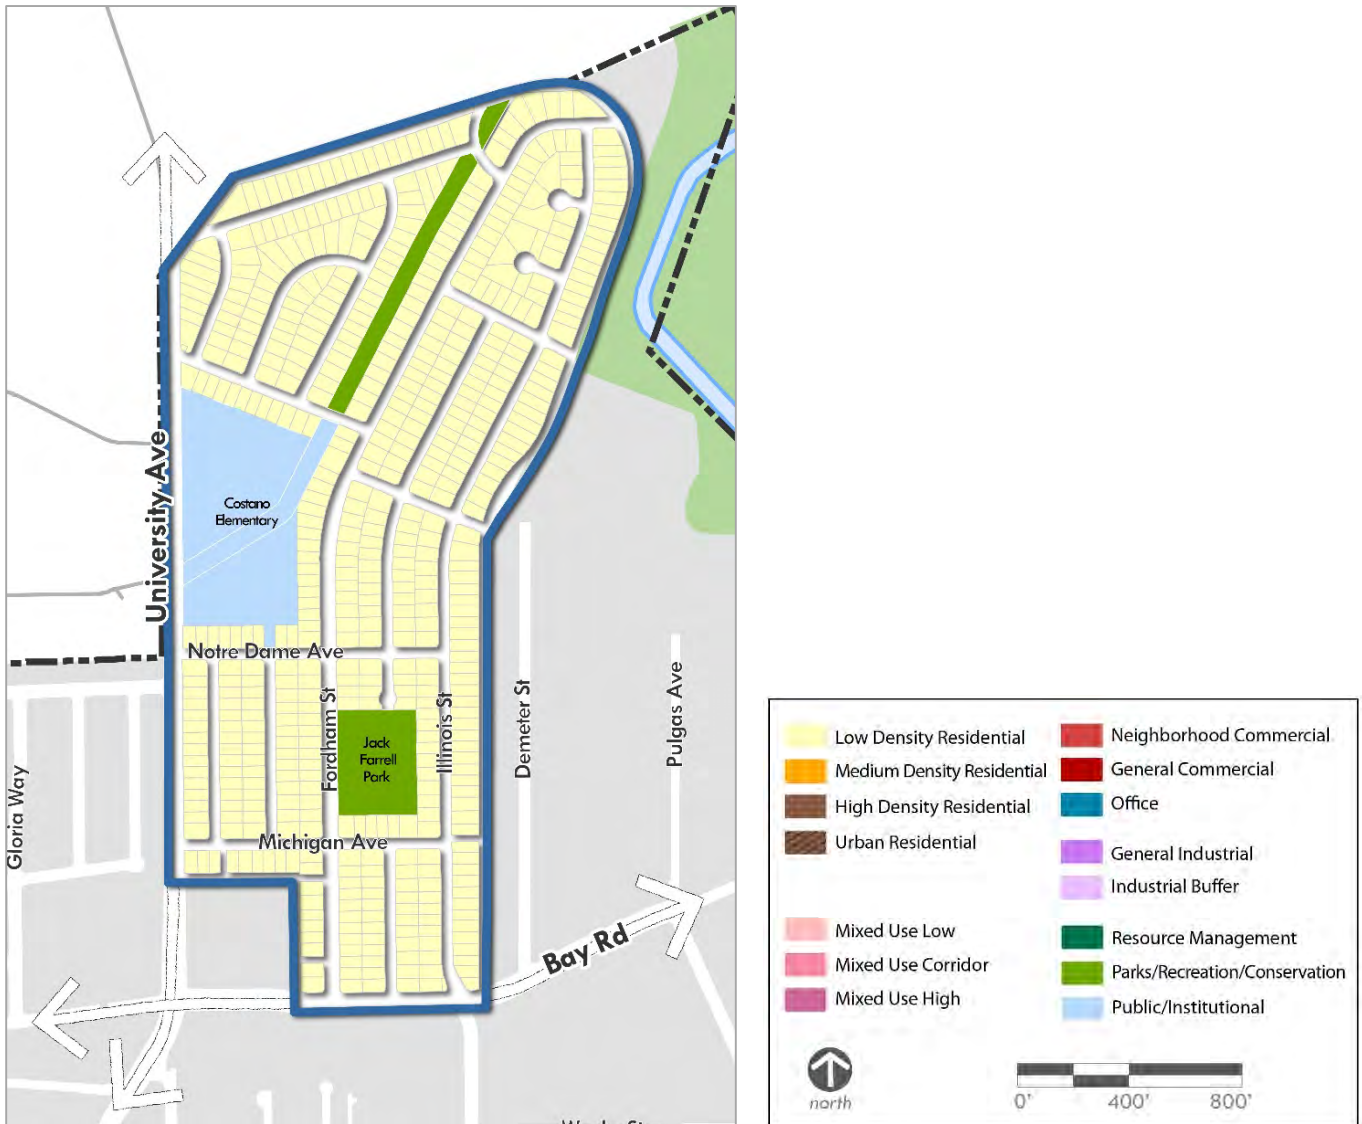 University Ave
Costano
Elementary
Notre Dame Ave
Fordham St
Jack
Farrell
Park
Illinois St
Demeter St
Pulgas Ave
Gloria Way
Michigan Ave
Bay Rd
Low Density Residential
Medium Density Residential
High Density Residential
Urban Residential
Mixed Use Low
Mixed Use Corridor
Mixed Use High
Neighborhood Commercial
General Commercial
Office
General Industrial
Industrial Buffer
Resource Management
Parks/Recreation/Conservation
Public/Institutional
north
0' 400' 800'